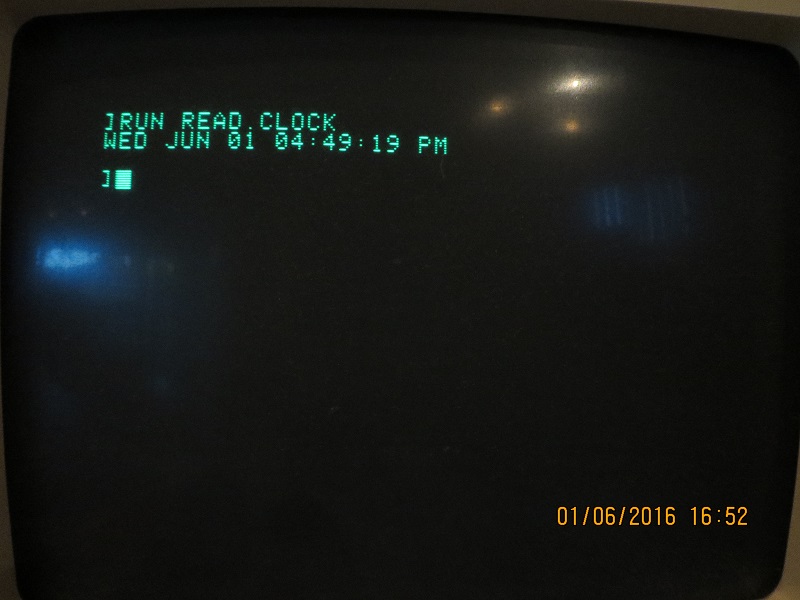 ]RUN READ.CLOCK
WED JUN 01 04:49:19 PM
]
01/06/2016 16:52